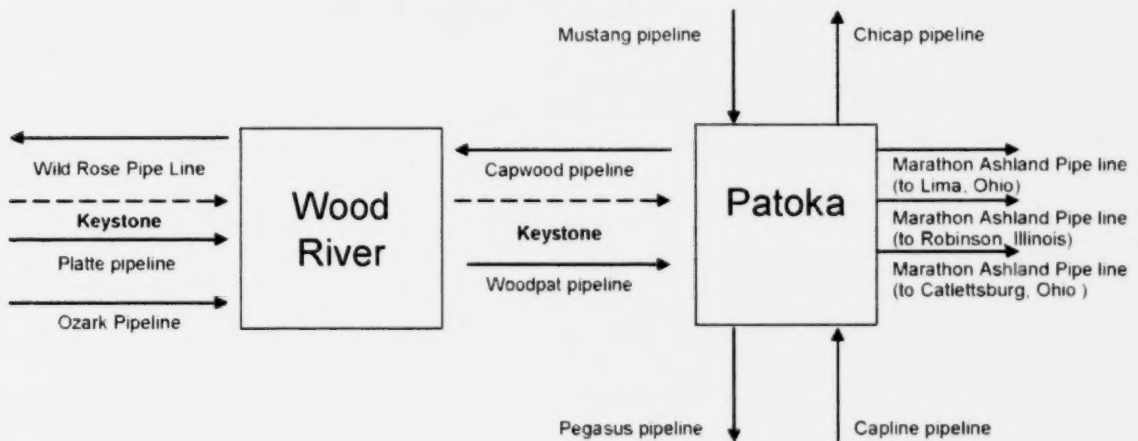 Mustang pipeline
Chicap pipeline
Wild Rose Pipe Line
Keystone
Platte pipeline
Ozark Pipeline
Wood
River
Capwood pipeline
Keystone
Woodpat pipeline
Patoka
Marathon Ashland Pipe line
(to Lima, Ohio)
Marathon Ashland Pipe line
(to Robinson, Illinois)
Marathon Ashland Pipe line
(to Catlettsburg, Ohio )
Pegasus pipeline
Capline pipeline